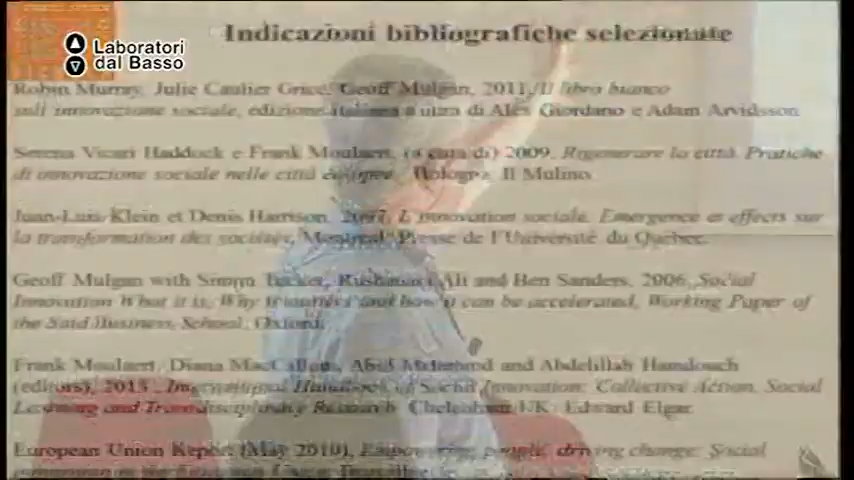 Laboratori
dal Basso
Indicazioni bibliografiche selezionate
Robin Murray, Julie Caulier Grice, Geoff Mulgan, 2011, Il libro bianco
sull'innovazione sociale, edizione italiana a cura di Alex Giordano e Adam Arvidsson
Serena Vicari Haddock e Frank Moulaert, (a cura di) 2009, Rigenerare la città. Pratiche
di innovazione sociale nelle città europee, Bologna, Il Mulino
Juan-Luis Klein et Denis Harrison, 2007, L'innovation sociale. Emergence et effects sur
la transformation des sociétés, Montreal, Presse de l'Université du Québec.
Geoff Mulgan with Simon Tucker, Rushanara Ali and Ben Sanders, 2006, Social
Innovation What it is, Why it matters and how it can be accelerated, Working Paper of
the Said Business School, Oxford
Frank Moulaert, Diana MacCallum, Abid Mehmood and Abdelillah Hamdouch
(editors), 2013, International Handbook of Social Innovation: Collective Action, Social
Learning and Transdisciplinary Research Cheltenham UK: Edward Elgar
European Union Report (May 2010), Empowering people, driving change: Social